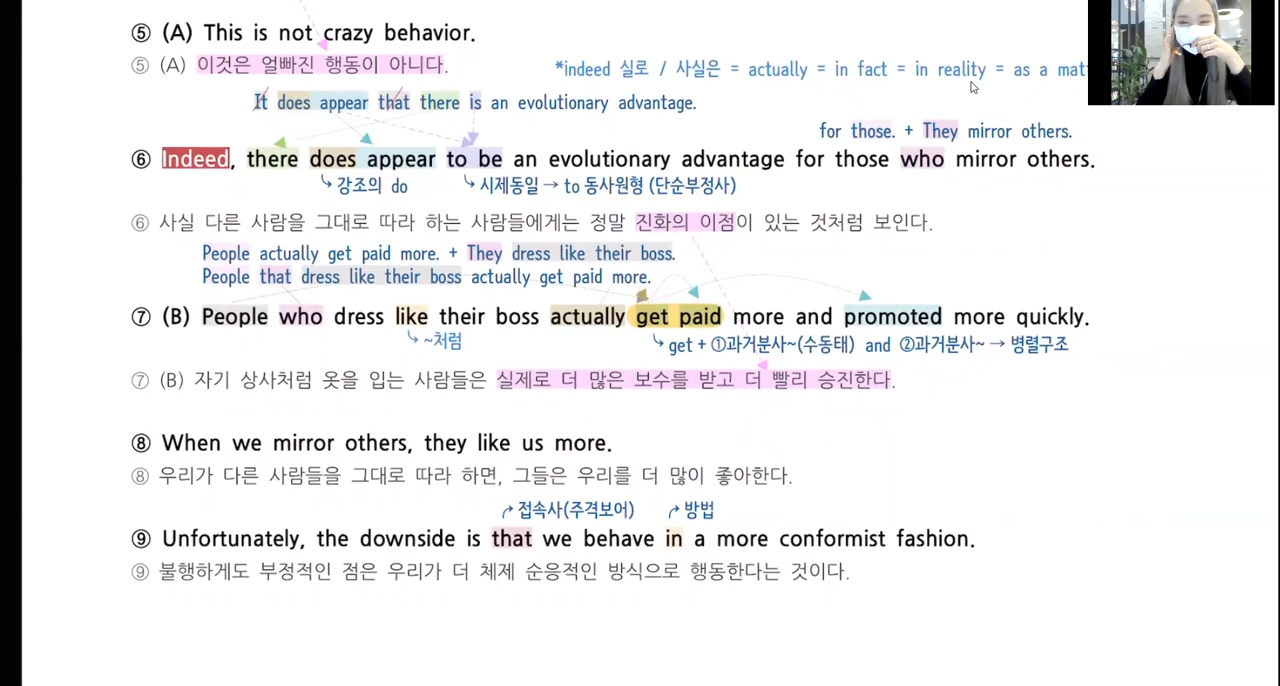 ⑤ (A) This is not crazy behavior.
⑤ (A) 이것은 얼빠진 행동이 아니다.
*indeed 실로 / 사실은 = actually = in fact = in reality = as a
It does appear that there is an evolutionary advantage.
for those. + They mirror others.
⑥ Indeed, there does appear to be an evolutionary advantage for those who mirror others.
↳ 강조의 do ↳ 시제동일 → to 동사원형 (단순부정사)
⑥ 사실 다른 사람을 그대로 따라 하는 사람들에게는 정말 진화의 이점이 있는 것처럼 보인다.
People actually get paid more. + They dress like their boss.
People that dress like their boss actually get paid more.
⑦ (B) People who dress like their boss actually get paid more and promoted more quickly.
↳ ~처럼 ↳ get + ①과거분사~(수동태) and ②과거분사~ → 병렬구조
⑦ (B) 자기 상사처럼 옷을 입는 사람들은 실제로 더 많은 보수를 받고 더 빨리 승진한다.
⑧ When we mirror others, they like us more.
⑧ 우리가 다른 사람들을 그대로 따라 하면, 그들은 우리를 더 많이 좋아한다.
접속사(주격보어) 방법
⑨ Unfortunately, the downside is that we behave in a more conformist fashion.
⑨ 불행하게도 부정적인 점은 우리가 더 체제 순응적인 방식으로 행동한다는 것이다.